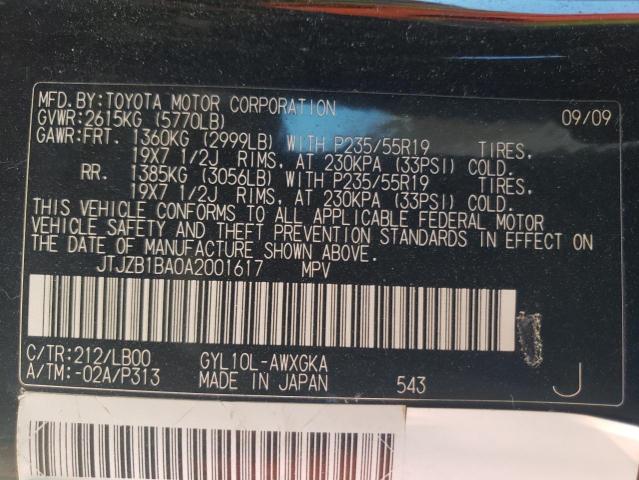 MFD.BY:TOYOTA MOTOR CORPORATION 09/09
GVWR:2615KG (5770LB)
GAWR:FRT. 1360KG (2999LB) WITH P235/55R19 TIRES.
19X7 1/2J RIMS. AT 230KPA (33PSI) COLD.
RR. 1385KG (3056LB) WITH P235/55R19 TIRES.
19X7 1/2J RIMS. AT 230KPA (33PSI) COLD.
THIS VEHICLE CONFORMS TO ALL APPLICABLE FEDERAL MOTOR
VEHICLE SAFETY AND THEFT PREVENTION STANDARDS IN EFFECT ON
THE DATE OF MANUFACTURE SHOWN ABOVE.
JTJZB1BA0A2001617 MPV
C/TR:212/LB00 GYL10L-AWXGKA
A/TM:-02A/P313 MADE IN JAPAN 543 J